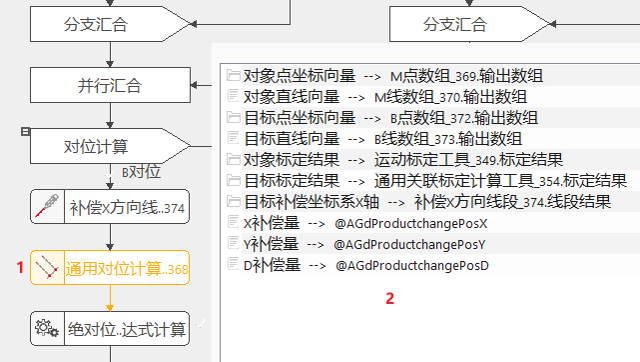 分支汇合
分支汇合
并行汇合
对位计算
B对位
补偿X方向线..374
1
通用对位计算..368
绝对位..达式计算
对象点坐标向量 --> M点数组_369.输出数组
对象直线向量 --> M线数组_370.输出数组
目标点坐标向量 --> B点数组_372.输出数组
目标直线向量 --> B线数组_373.输出数组
对象标定结果 --> 运动标定工具_349.标定结果
目标标定结果 --> 通用关联标定计算工具_354.标定结果
目标补偿坐标系X轴 --> 补偿X方向线段_374.线段结果
X补偿量 --> @AGdProductchangePosX
Y补偿量 --> @AGdProductchangePosY
D补偿量 --> @AGdProductchangePosD
2